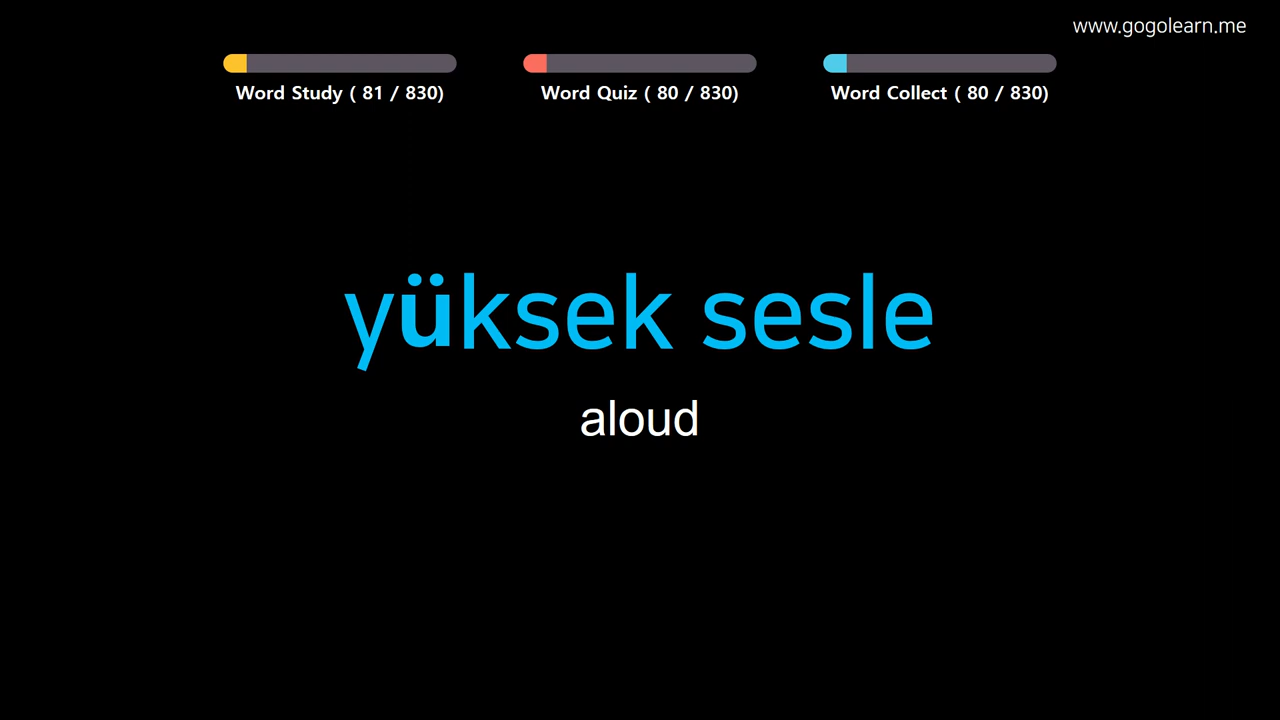 www.gogolearn.me
Word Study ( 81 / 830)
Word Quiz ( 80 / 830)
Word Collect ( 80 / 830)
yüksek sesle
aloud